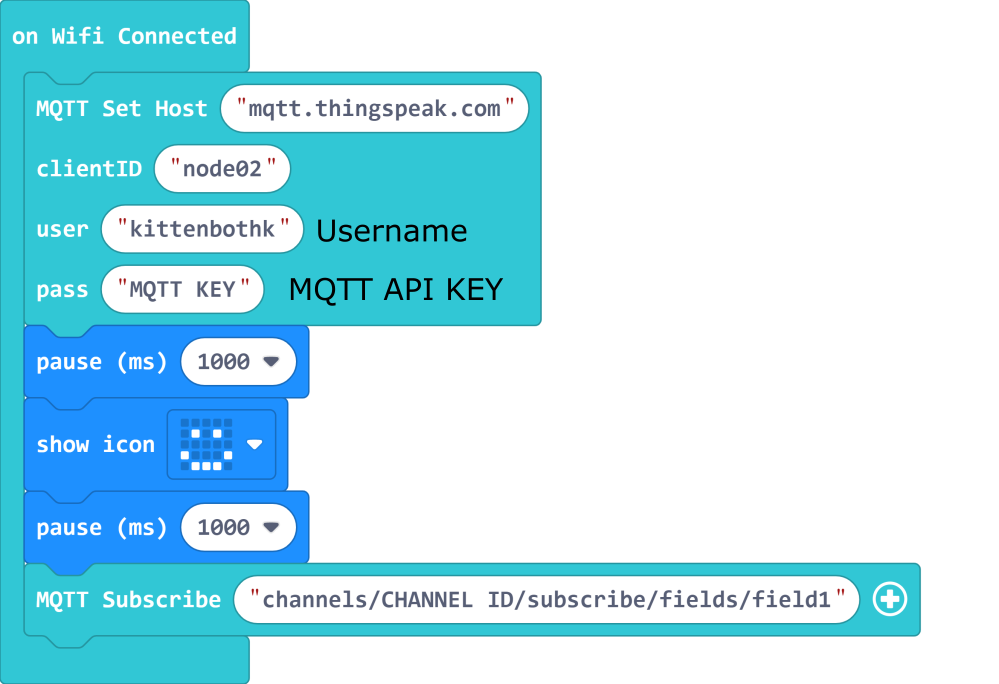 on Wifi Connected
MQTT Set Host "mqtt.thingspeak.com"
clientID "node02"
user "kittenbothk" Username
pass "MQTT KEY" MQTT API KEY
pause (ms) 1000
show icon
pause (ms) 1000
MQTT Subscribe "channels/CHANNEL ID/subscribe/fields/field1"